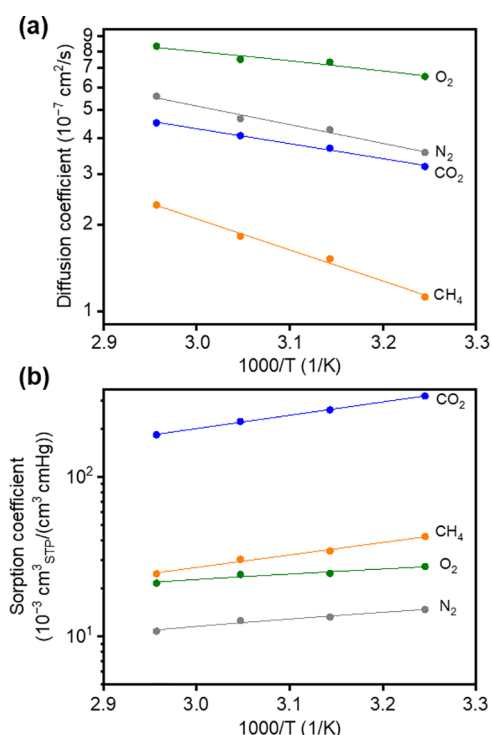 (a)
Diffusion coefficient (10⁻⁷ cm²/s)
9
8
7
6
5
4
3
2
1
O₂
N₂
CO₂
CH₄
2.9 3.0 3.1 3.2 3.3
1000/T (1/K)
(b)
Sorption coefficient
(10⁻³ cm³STP/(cm³ cmHg))
10²
10¹
CO₂
CH₄
O₂
N₂
2.9 3.0 3.1 3.2 3.3
1000/T (1/K)